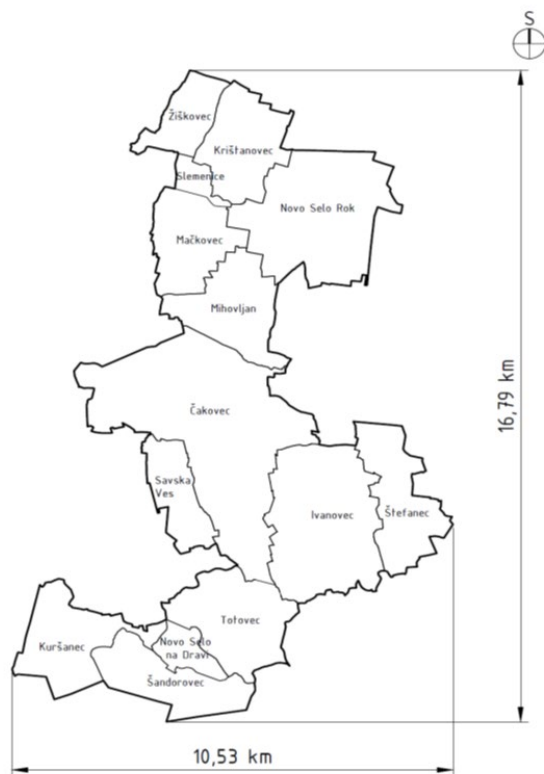 S
Žiškovec
Krištanovec
Slemenice
Novo Selo Rok
Mačkovec
Mihovljan
16,79 km
Čakovec
Savska
Ves
Ivanovec
Štefanec
Totovec
Novo Selo
na Dravi
Kuršanec
Šandorovec
10,53 km